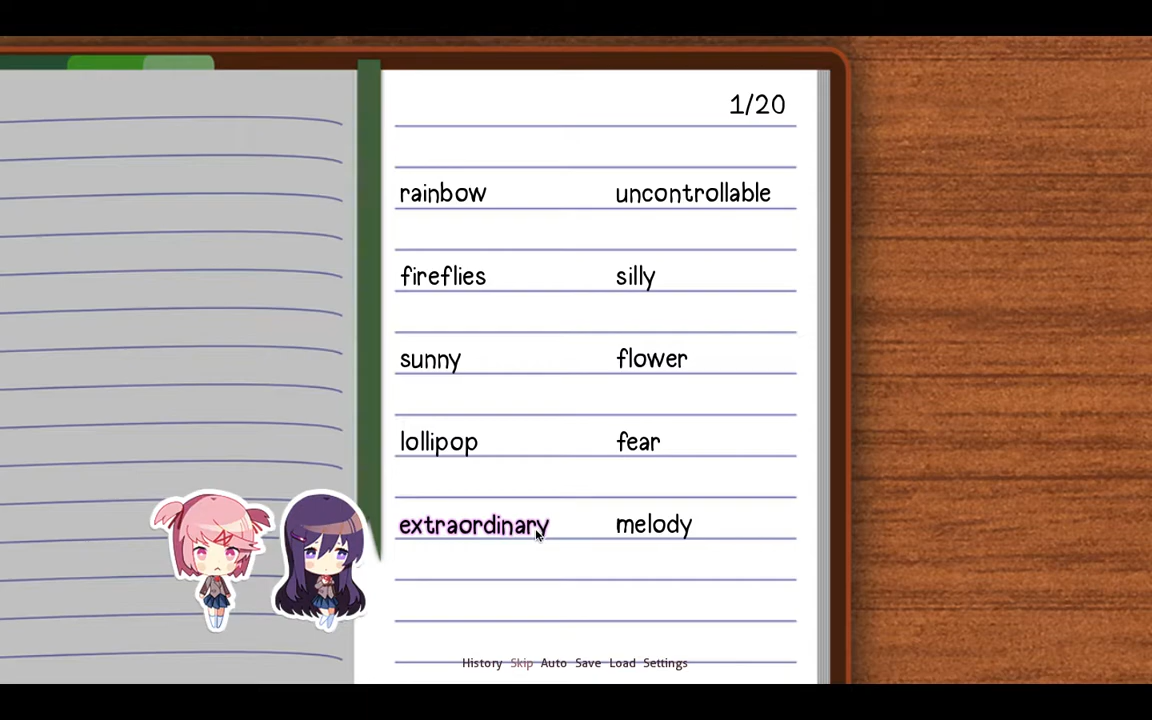 1/20
rainbow uncontrollable
fireflies silly
sunny flower
lollipop fear
extraordinary melody
History Skip Auto Save Load Settings